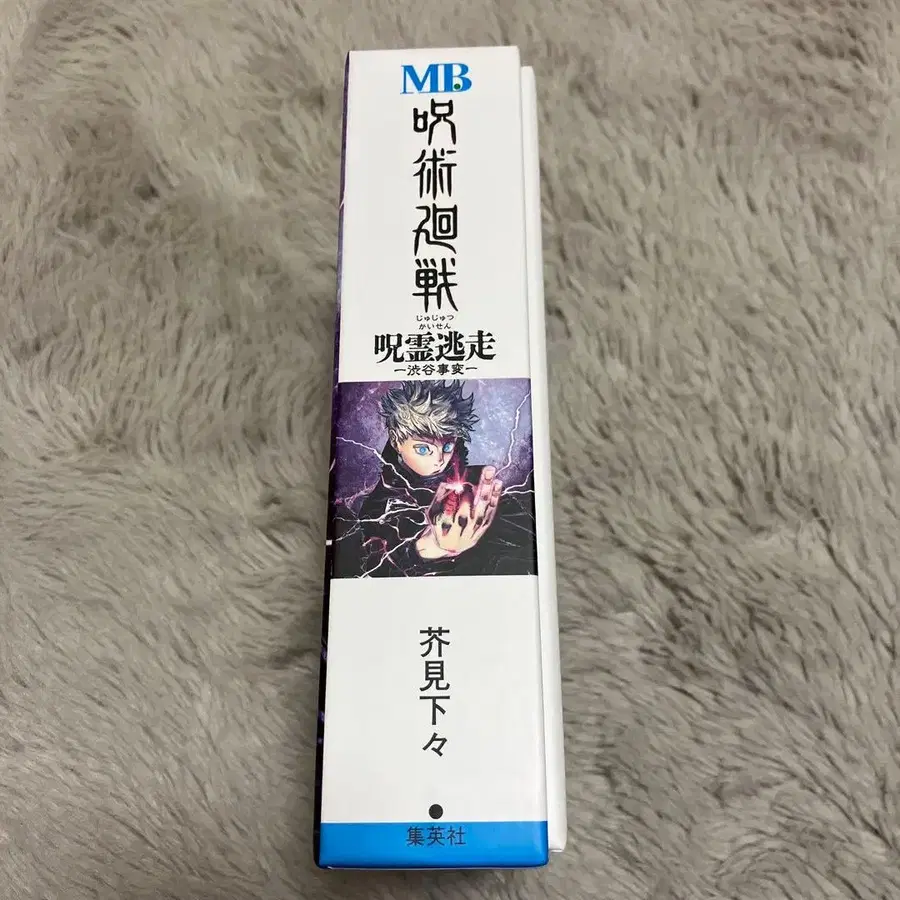 MB
呪術廻戦
じゅじゅつ
かいせん
呪霊逃走
ー渋谷事変ー
芥見下々
●
集英社